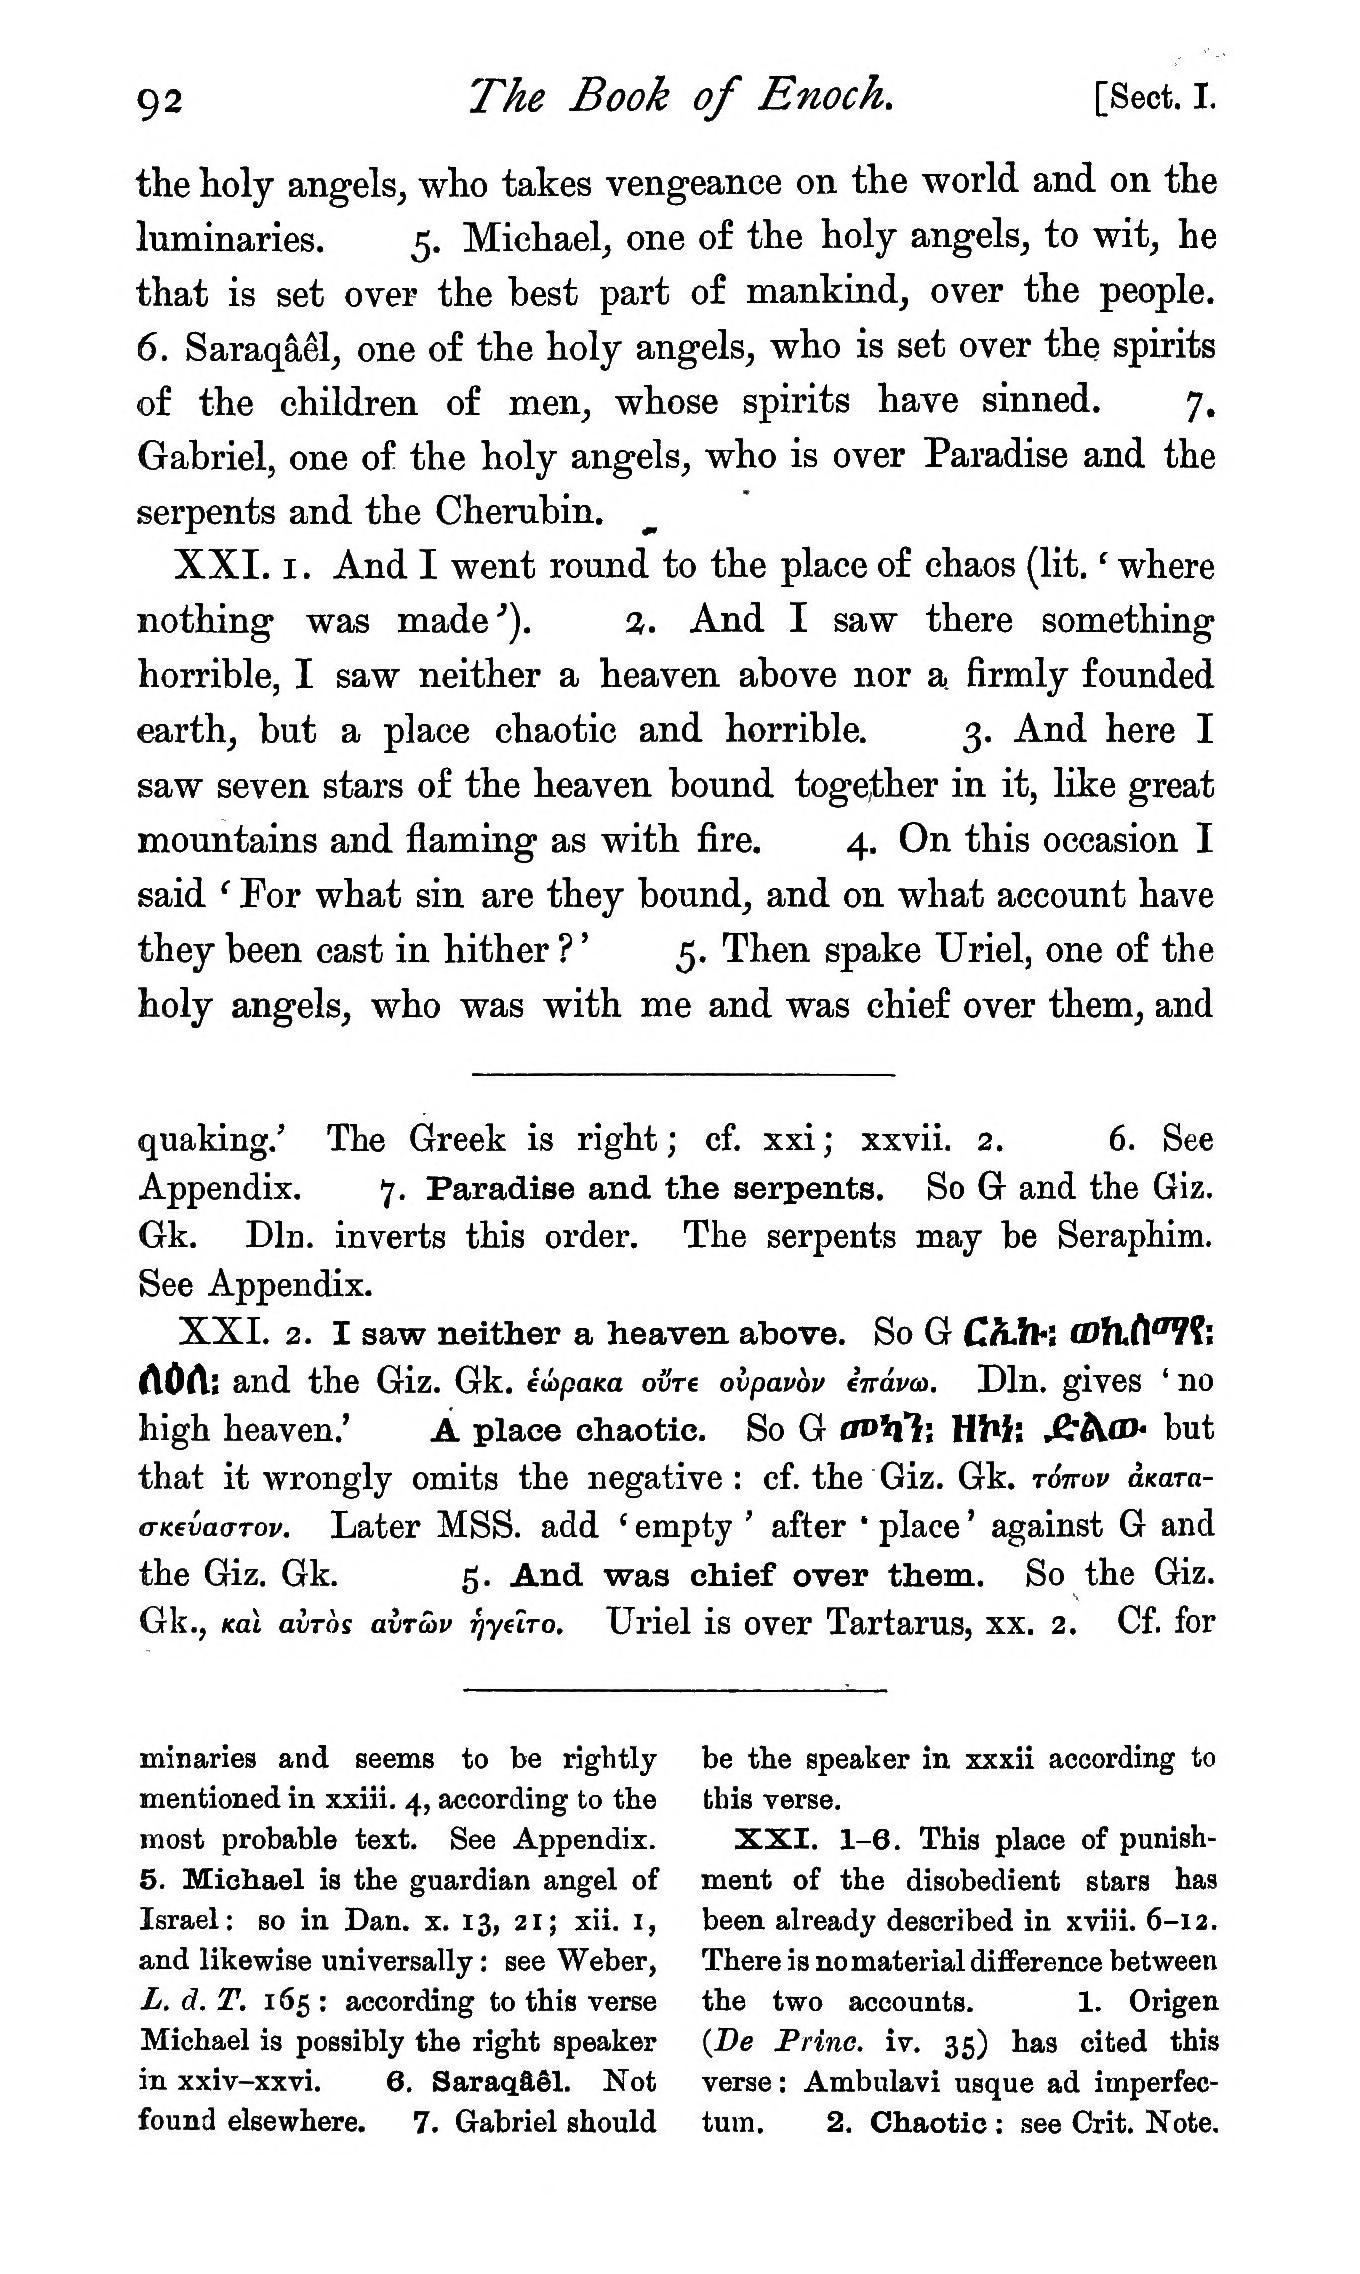 92 The Book of Enoch. [Sect. I.
the holy angels, who takes vengeance on the world and on the
luminaries. 5. Michael, one of the holy angels, to wit, he
that is set over the best part of mankind, over the people.
6. Saraqâêl, one of the holy angels, who is set over the spirits
of the children of men, whose spirits have sinned. 7.
Gabriel, one of the holy angels, who is over Paradise and the
serpents and the Cherubin.
XXI. 1. And I went round to the place of chaos (lit. ‘where
nothing was made’). 2. And I saw there something
horrible, I saw neither a heaven above nor a firmly founded
earth, but a place chaotic and horrible. 3. And here I
saw seven stars of the heaven bound together in it, like great
mountains and flaming as with fire. 4. On this occasion I
said ‘For what sin are they bound, and on what account have
they been cast in hither?’ 5. Then spake Uriel, one of the
holy angels, who was with me and was chief over them, and
quaking.’ The Greek is right; cf. xxi; xxvii. 2. 6. See
Appendix. 7. Paradise and the serpents. So G and the Giz.
Gk. Dln. inverts this order. The serpents may be Seraphim.
See Appendix.
XXI. 2. I saw neither a heaven above. So G ርኢኩ: ወኢሰማየ:
ላዕለ: and the Giz. Gk. ἑώρακα οὔτε οὐρανὸν ἐπάνω. Dln. gives ‘no
high heaven.’ A place chaotic. So G መካን: ዘከነ: ድልው but
that it wrongly omits the negative: cf. the Giz. Gk. τόπον ἀκατα-
σκεύαστον. Later MSS. add ‘empty’ after ‘place’ against G and
the Giz. Gk. 5. And was chief over them. So the Giz.
Gk., καὶ αὐτὸς αὐτῶν ἡγεῖτο. Uriel is over Tartarus, xx. 2. Cf. for
minaries and seems to be rightly
mentioned in xxiii. 4, according to the
most probable text. See Appendix.
5. Michael is the guardian angel of
Israel: so in Dan. x. 13, 21; xii. 1,
and likewise universally: see Weber,
L. d. T. 165: according to this verse
Michael is possibly the right speaker
in xxiv–xxvi. 6. Saraqâêl. Not
found elsewhere. 7. Gabriel should
be the speaker in xxxii according to
this verse.
XXI. 1–6. This place of punish-
ment of the disobedient stars has
been already described in xviii. 6–12.
There is no material difference between
the two accounts. 1. Origen
(De Princ. iv. 35) has cited this
verse: Ambulavi usque ad imperfec-
tum. 2. Chaotic: see Crit. Note.